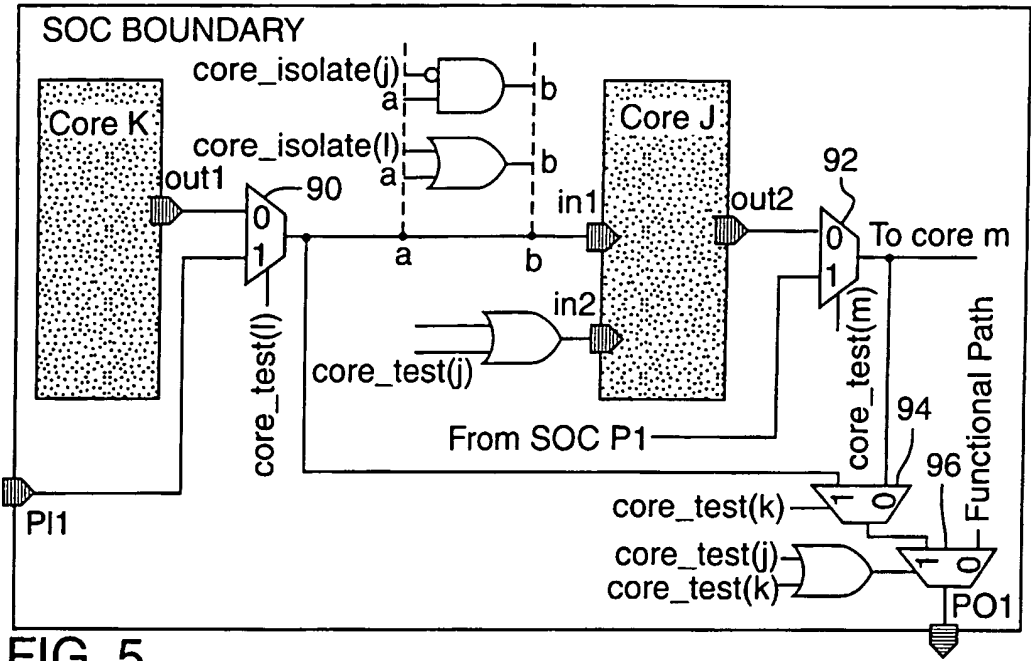 SOC BOUNDARY
core_isolate(j)
a
b
Core K
core_isolate(l)
a
b
Core J
out1
90
0
1
in1
out2
92
0
1
To core m
a
b
in2
core_test(l)
core_test(j)
core_test(m)
From SOC P1
94
96
Functional Path
PI1
core_test(k)
1
0
core_test(j)
core_test(k)
1
0
PO1
FIG. 5